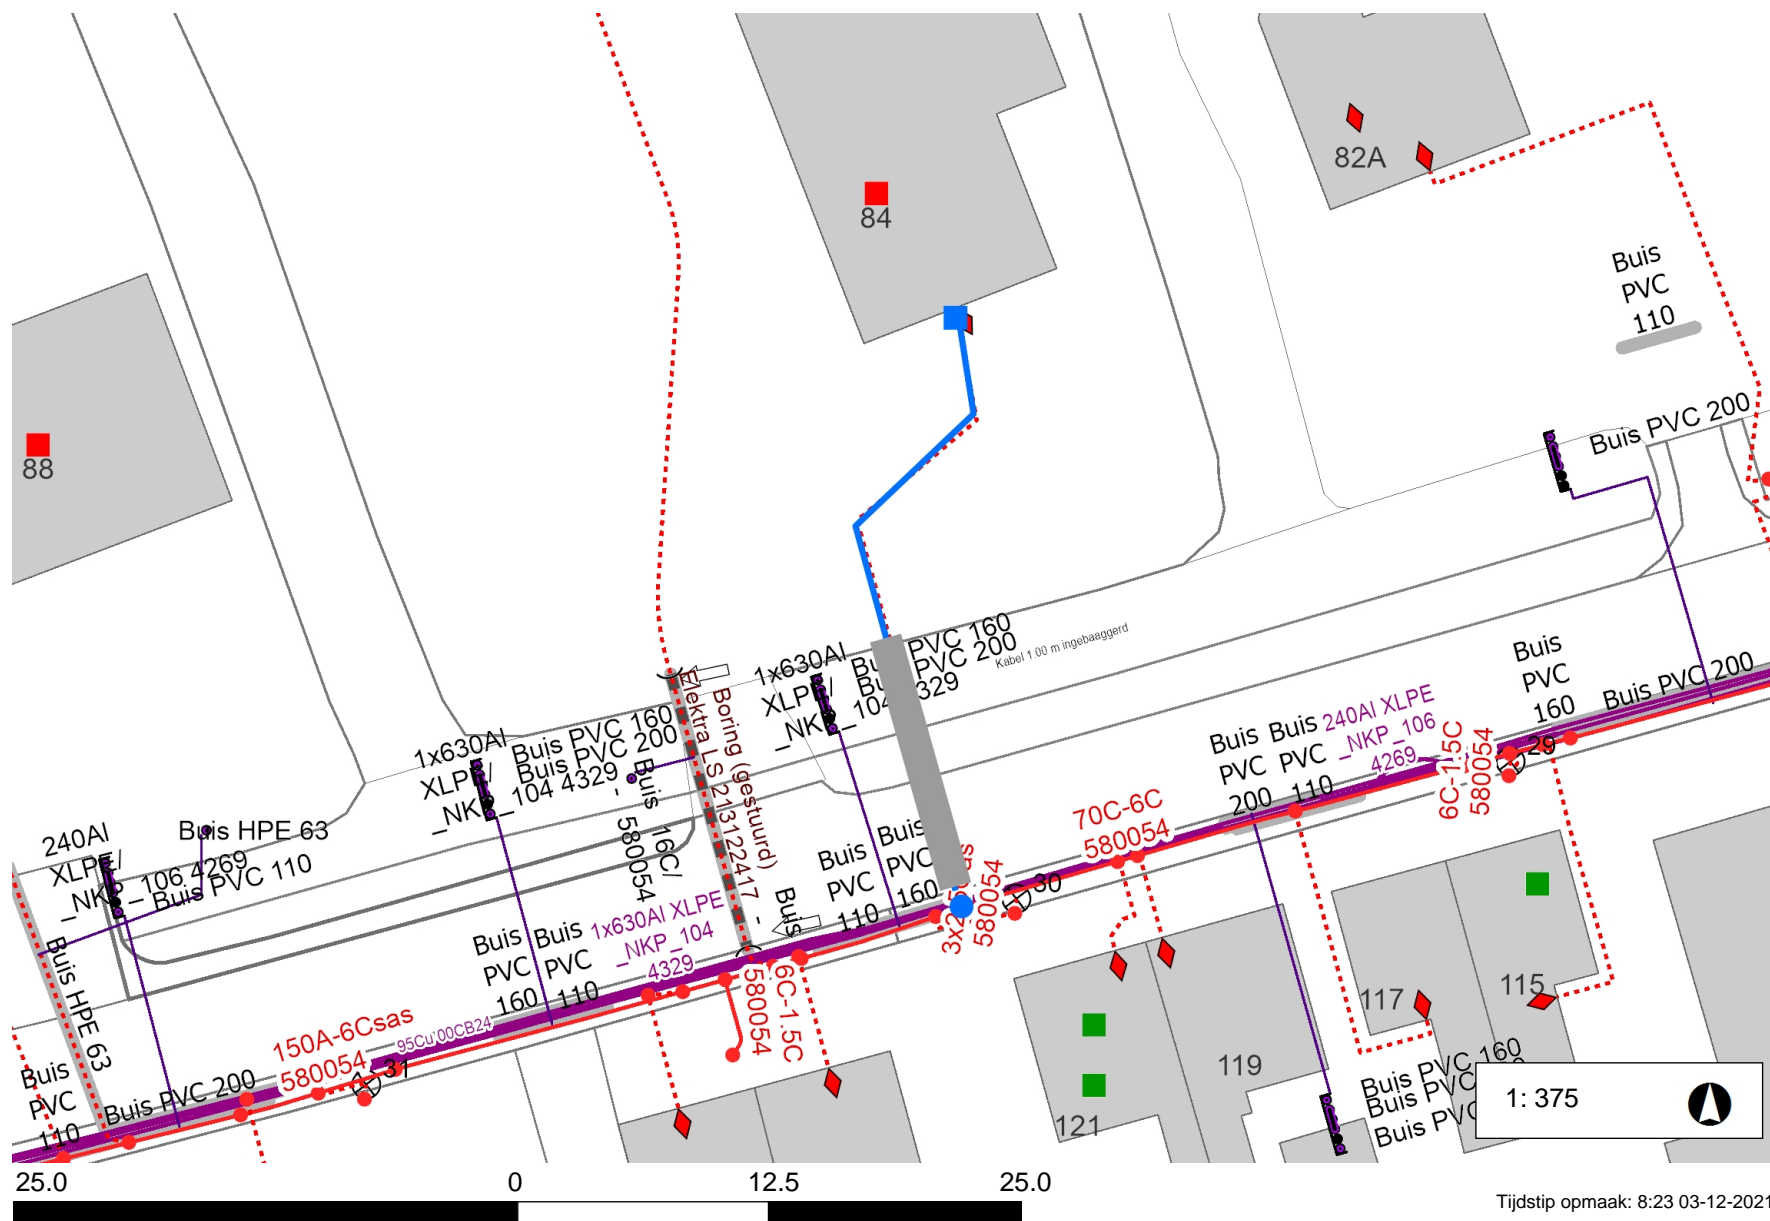 84
82A
Buis
PVC
110
88
Buis PVC 200
PVC 160
PVC 200
Kabel 1.00 m ingebaaggerd
1x630Al
XLPE/
_NKP_104 4329
Elektra LS 213122417 -
Boring (gestuurd)
1x630Al
XLPE/
_NKP_104 4329
Buis PVC 160
Buis PVC 200
Buis 16C/
- 580054
Buis
PVC
160
Buis PVC 200
240Al XLPE
_NKP_106
4269
Buis
PVC
200
Buis
PVC
110
6C-1.5C
580054
29
70C-6C
580054
240Al
XLPE/
_NKP_106 4269
Buis HPE 63
Buis PVC 110
Buis
PVC
110
Buis
PVC
160
580054
30
Buis
Buis HPE 63
Buis
PVC
160
Buis
PVC
110
1x630Al XLPE
_NKP_104
4329
6C-1.5C
580054
150A-6Csas
580054
95Cu 00CB24
31
Buis
PVC
110
Buis PVC 200
117
115
119
121
Buis PVC 160
1: 375
25.0
0
12.5
25.0
Tijdstip opmaak: 8:23 03-12-2021